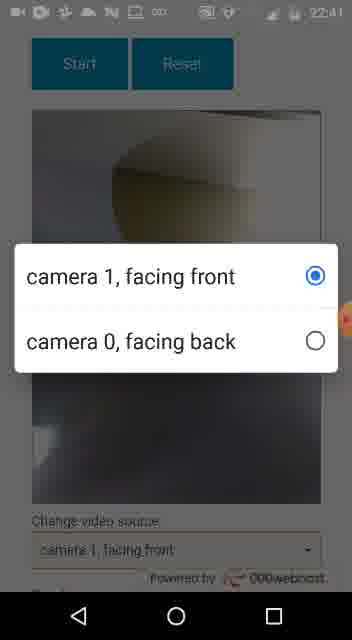 22:41
Start
Reset
camera 1, facing front
camera 0, facing back
Change video source:
camera 1, facing front
Powered by 000webhost